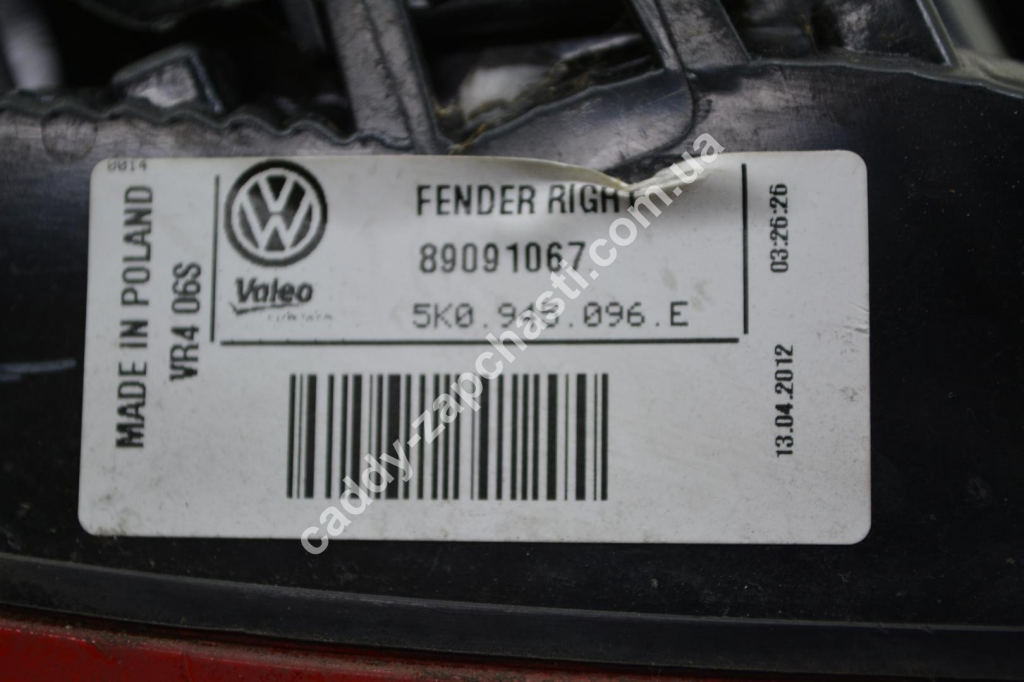 0014
MADE IN POLAND
VR4 06S
Valeo
FENDER RIGHT
89091067
5K0.945.096.E
03:26:26
13.04.2012
caddy-zapchasti.com.ua